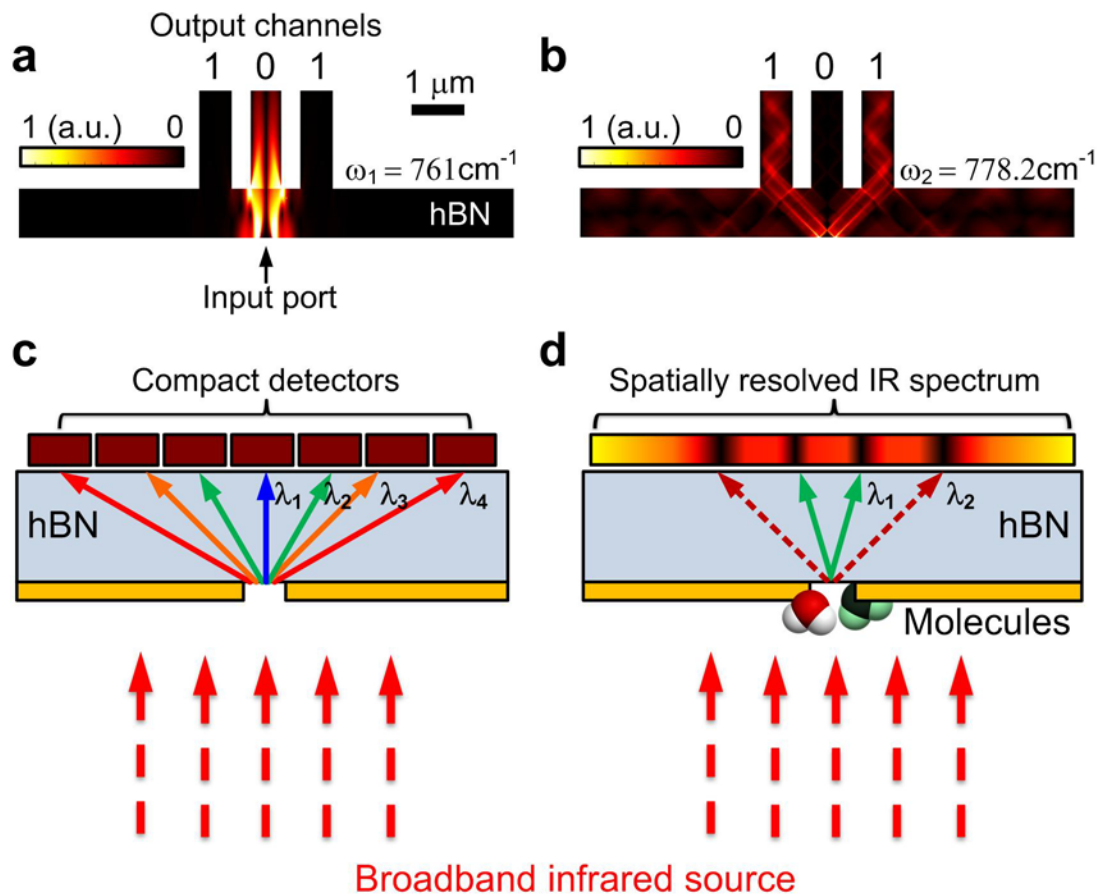 Output channels
a
1 0 1
1 μm
1 (a.u.) 0
ω1 = 761cm-1
hBN
Input port
b
1 0 1
1 (a.u.) 0
ω2 = 778.2cm-1
c
Compact detectors
λ1 λ2 λ3 λ4
hBN
d
Spatially resolved IR spectrum
λ1 λ2
hBN
Molecules
Broadband infrared source